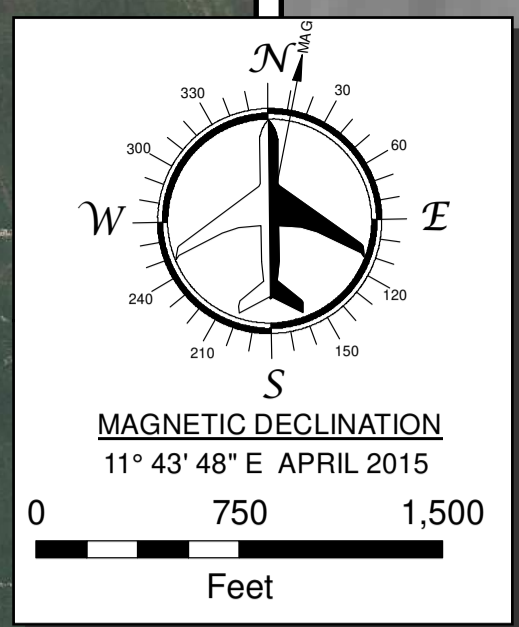 MAG
N
330
30
300
60
W
E
240
120
210
150
S
MAGNETIC DECLINATION
11° 43' 48" E APRIL 2015
0 750 1,500
Feet